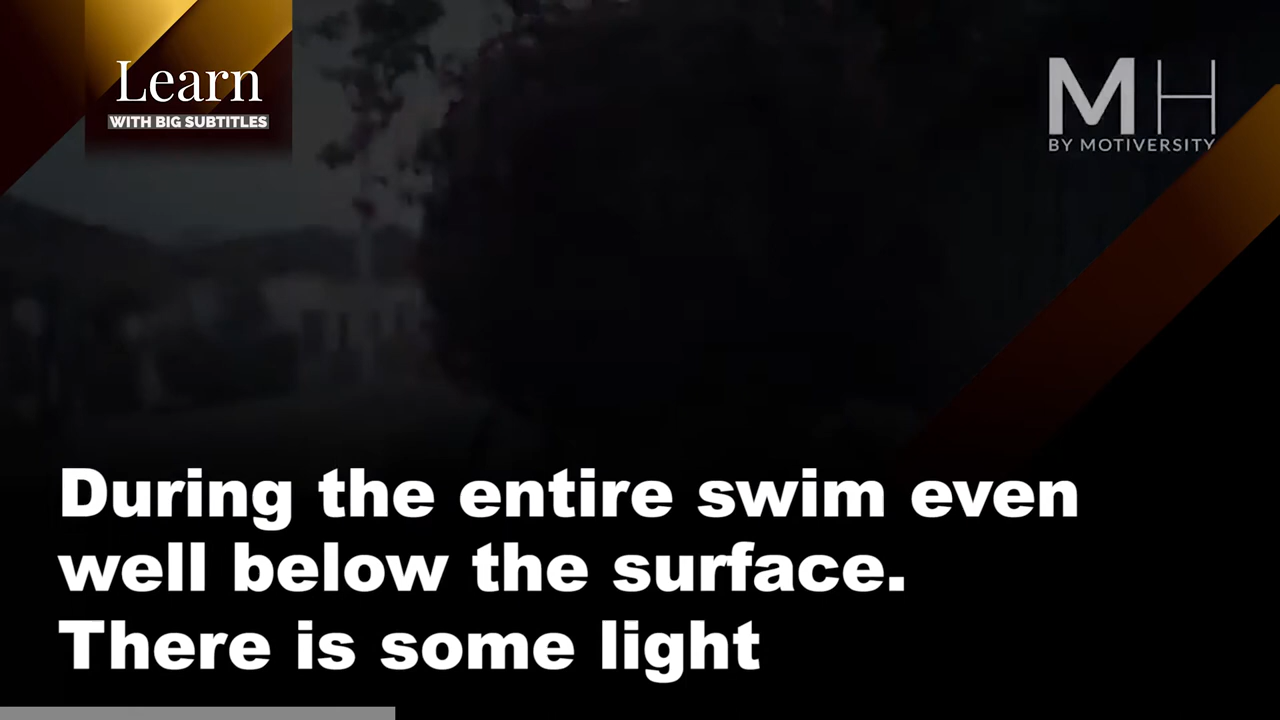 Learn
WITH BIG SUBTITLES
MH
BY MOTIVERSITY
During the entire swim even
well below the surface.
There is some light